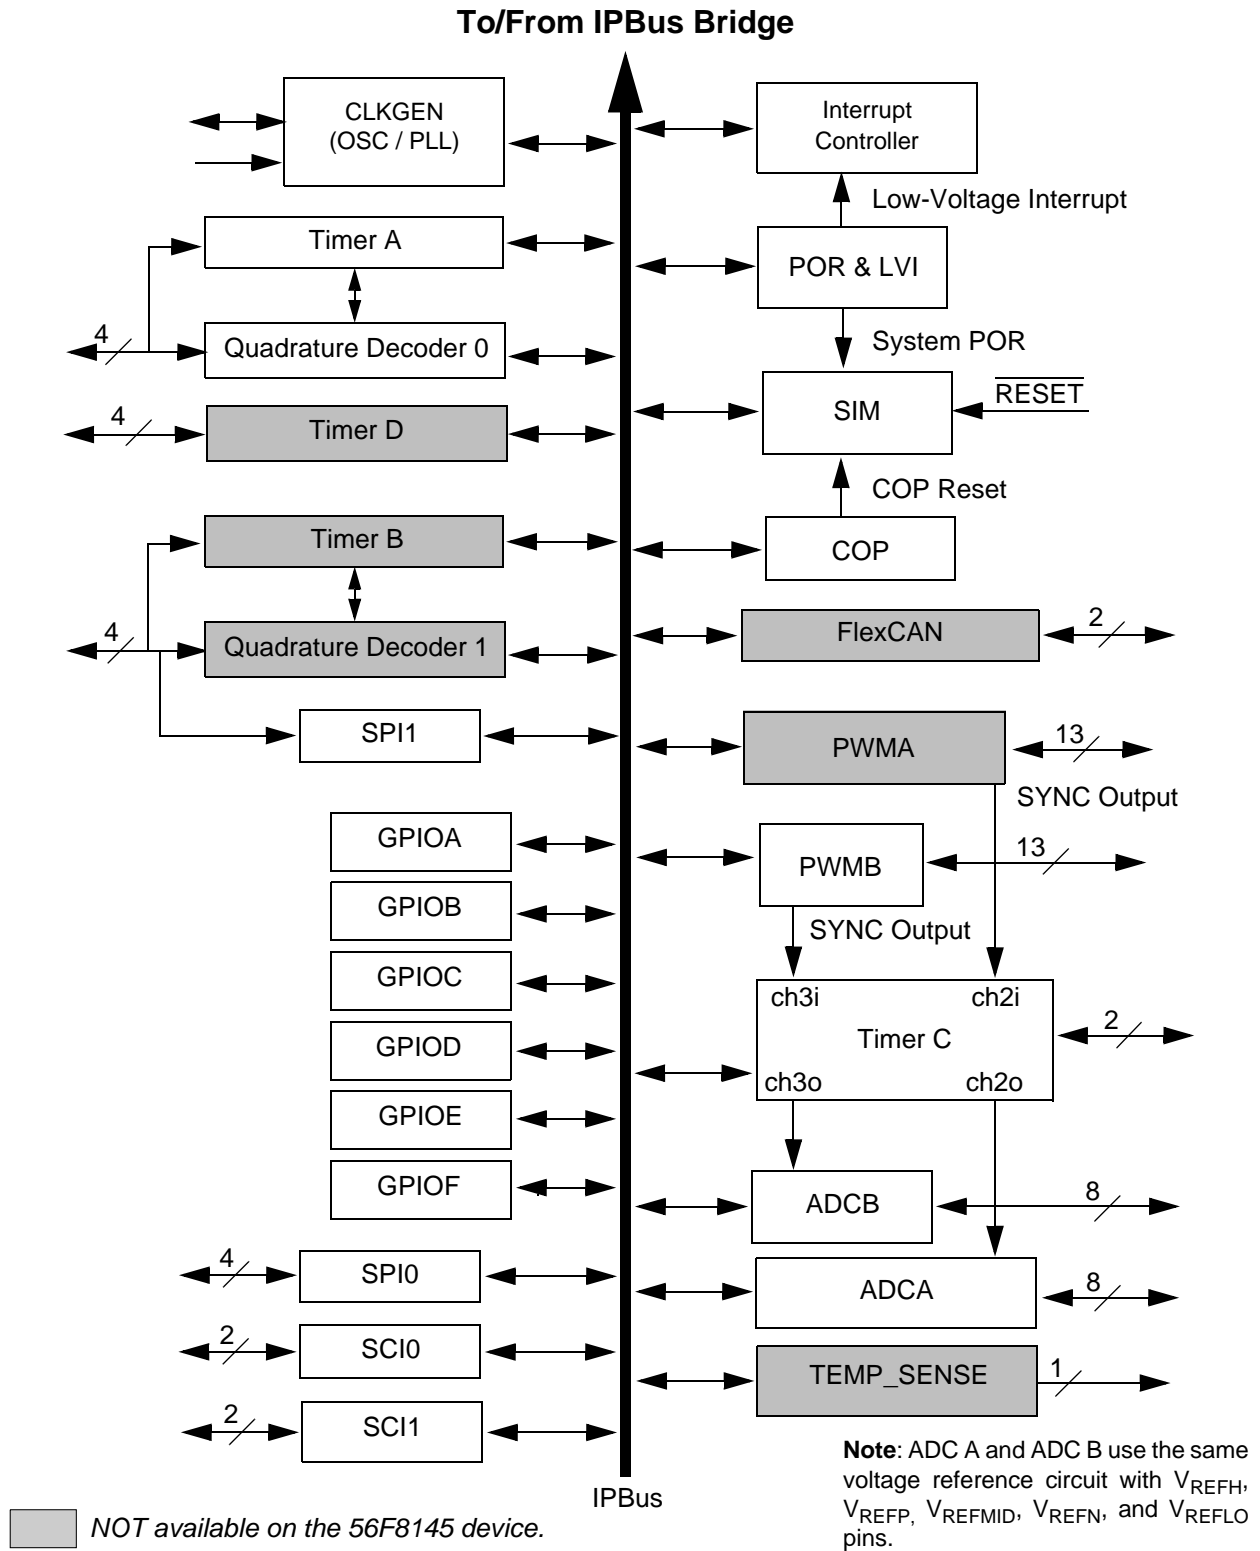 To/From IPBus Bridge
CLKGEN
(OSC / PLL)
Timer A
4
Quadrature Decoder 0
4
Timer D
Timer B
4
Quadrature Decoder 1
SPI1
GPIOA
GPIOB
GPIOC
GPIOD
GPIOE
GPIOF
4
SPI0
2
SCI0
2
SCI1
Interrupt
Controller
Low-Voltage Interrupt
POR & LVI
System POR
SIM
RESET
COP Reset
COP
FlexCAN
2
PWMA
13
SYNC Output
PWMB
13
SYNC Output
ch3i
ch2i
Timer C
2
ch3o
ch2o
ADCB
8
ADCA
8
TEMP_SENSE
1
IPBus
Note: ADC A and ADC B use the same
voltage reference circuit with VREFH,
VREFP, VREFMID, VREFN, and VREFLO
pins.
NOT available on the 56F8145 device.